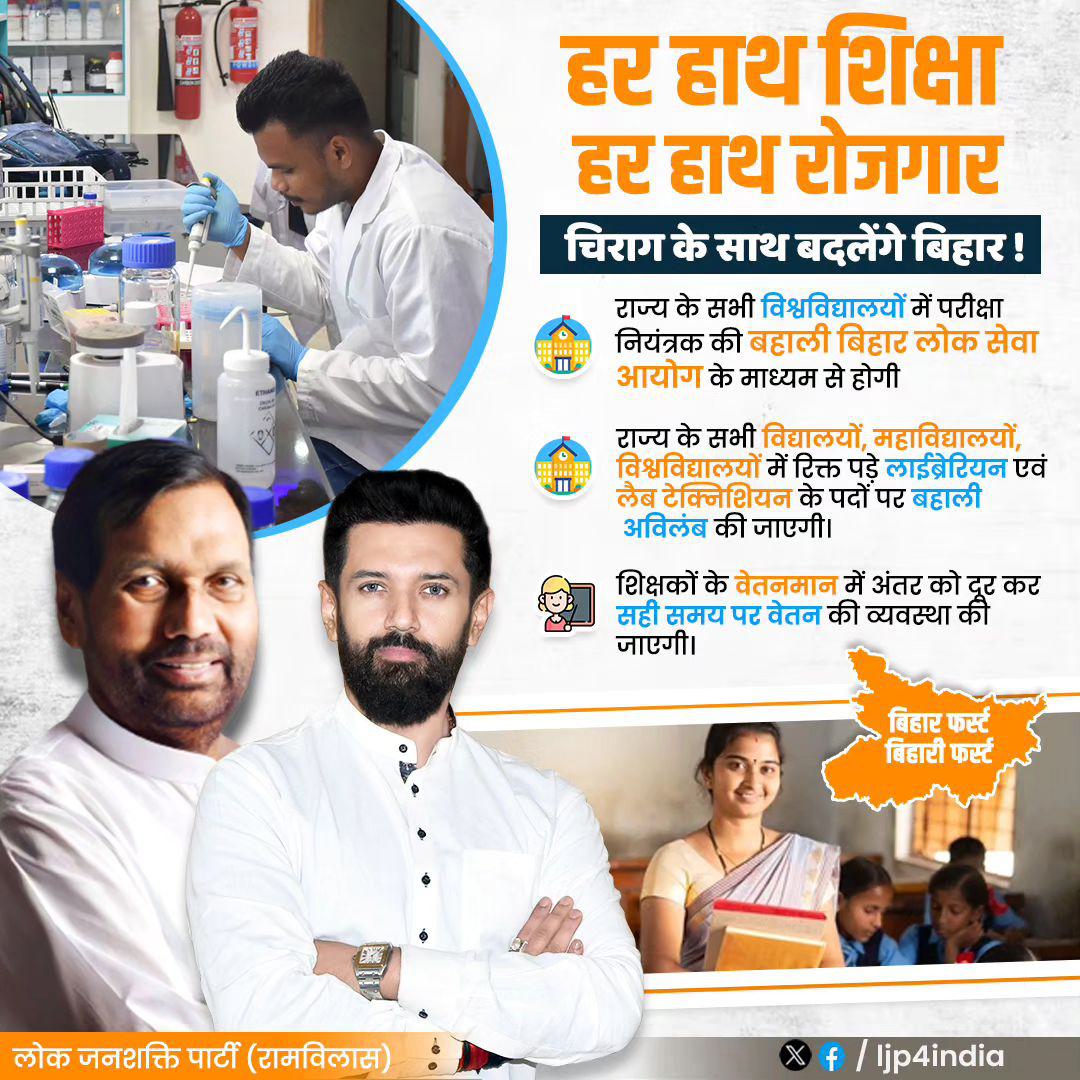 हर हाथ शिक्षा
हर हाथ रोजगार
चिराग के साथ बदलेंगे बिहार !
राज्य के सभी विश्वविद्यालयों में परीक्षा
नियंत्रक की बहाली बिहार लोक सेवा
आयोग के माध्यम से होगी
राज्य के सभी विद्यालयों, महाविद्यालयों,
विश्वविद्यालयों में रिक्त पड़े लाईब्रेरियन एवं
लैब टेक्निशियन के पदों पर बहाली
अविलंब की जाएगी।
शिक्षकों के वेतनमान में अंतर को दूर कर
सही समय पर वेतन की व्यवस्था की
जाएगी।
बिहार फर्स्ट
बिहारी फर्स्ट
लोक जनशक्ति पार्टी (रामविलास)
/ ljp4india